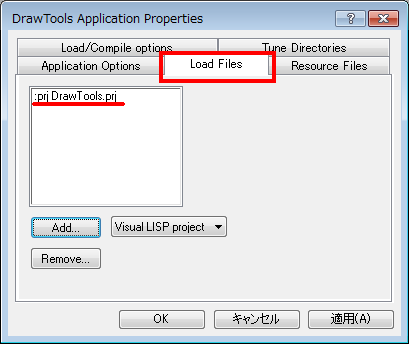 DrawTools Application Properties
Load/Compile options Tune Directories
Application Options Load Files Resource Files
:prj DrawTools.prj
Add... Visual LISP project
Remove...
OK キャンセル 適用(A)